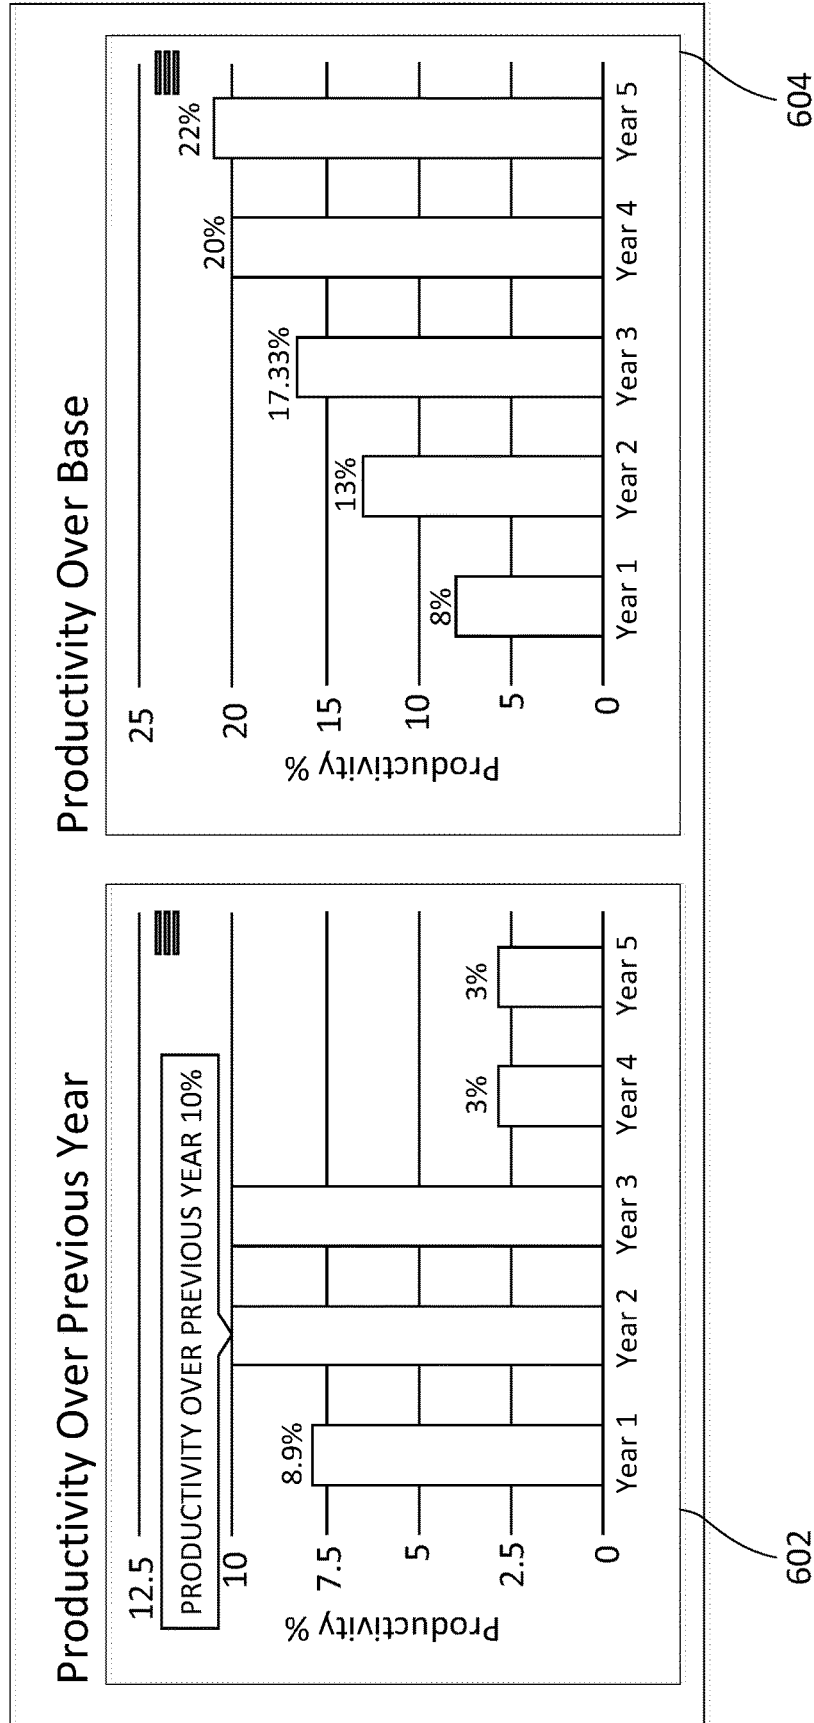 Productivity Over Previous Year
Productivity %
12.5
10
7.5
5
2.5
0
PRODUCTIVITY OVER PREVIOUS YEAR 10%
8.9%
3%
3%
Year 1
Year 2
Year 3
Year 4
Year 5
602
Productivity Over Base
Productivity %
25
20
15
10
5
0
8%
13%
17.33%
20%
22%
Year 1
Year 2
Year 3
Year 4
Year 5
604